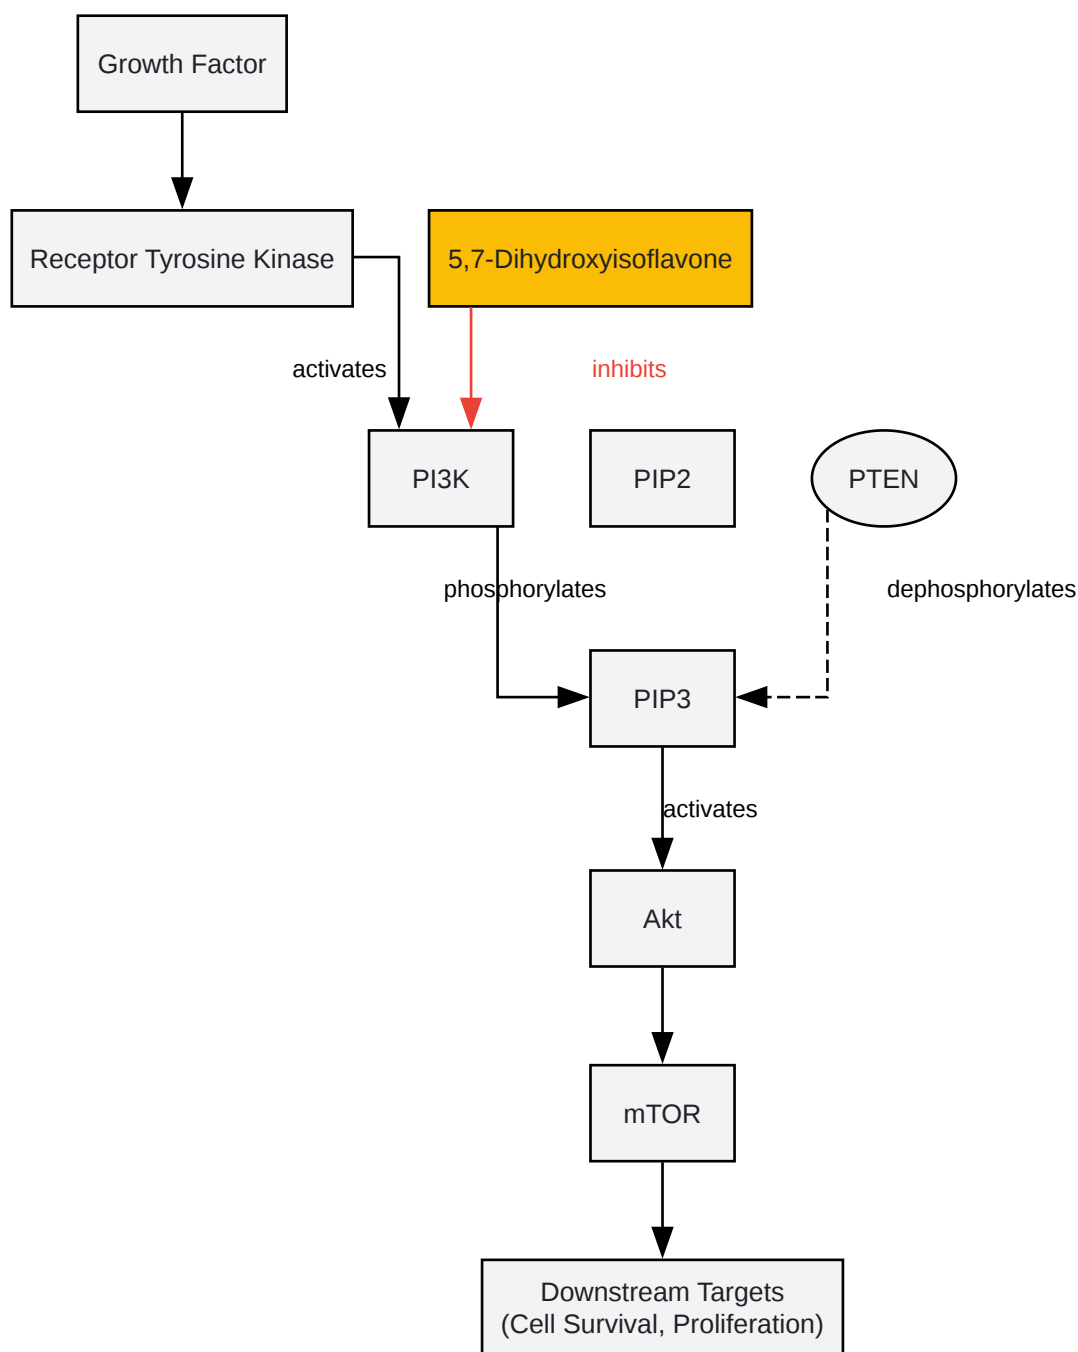 Growth Factor
Receptor Tyrosine Kinase
5,7-Dihydroxyisoflavone
activates
inhibits
PI3K
PIP2
PTEN
phosphorylates
dephosphorylates
PIP3
activates
Akt
mTOR
Downstream Targets
(Cell Survival, Proliferation)